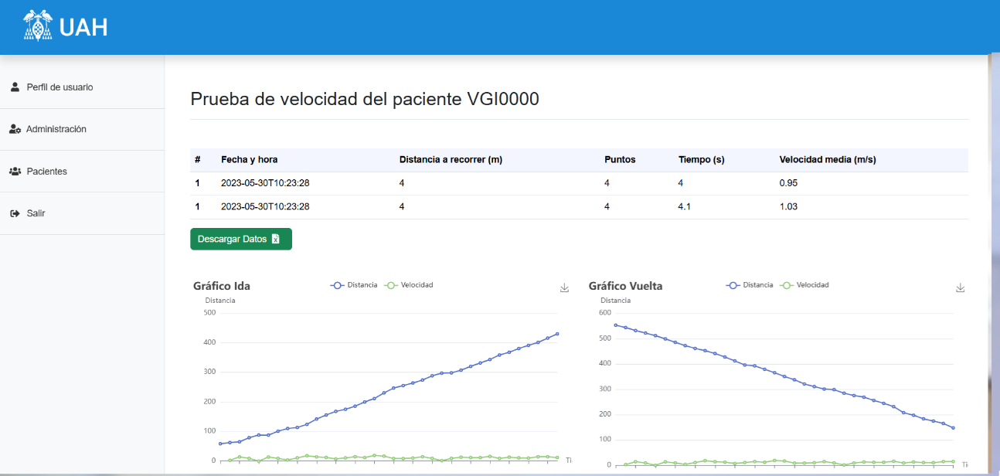 UAH
Perfil de usuario
Administración
Pacientes
Salir
Prueba de velocidad del paciente VGI0000
# Fecha y hora Distancia a recorrer (m) Puntos Tiempo (s) Velocidad media (m/s)
1 2023-05-30T10:23:28 4 4 4 0.95
1 2023-05-30T10:23:28 4 4 4.1 1.03
Descargar Datos
Gráfico Ida Distancia Velocidad
Distancia
500
400
300
200
100
0
Gráfico Vuelta Distancia Velocidad
Distancia
600
500
400
300
200
100
0